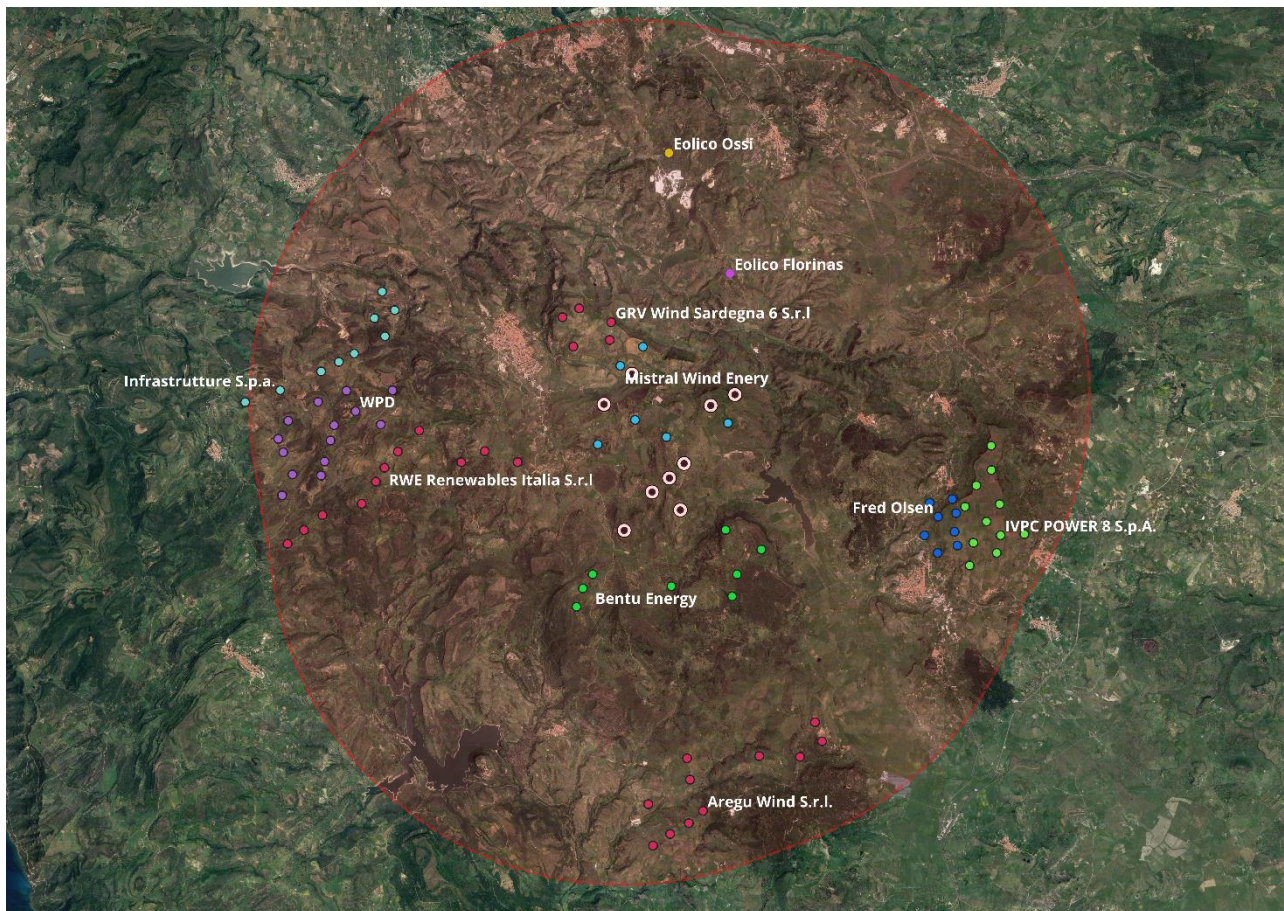 Eolico Ossi
Eolico Florinas
GRV Wind Sardegna 6 S.r.l
Mistral Wind Enery
Infrastrutture S.p.a.
WPD
RWE Renewables Italia S.r.l
Fred Olsen
IVPC POWER 8 S.p.A.
Bentu Energy
Aregu Wind S.r.l.